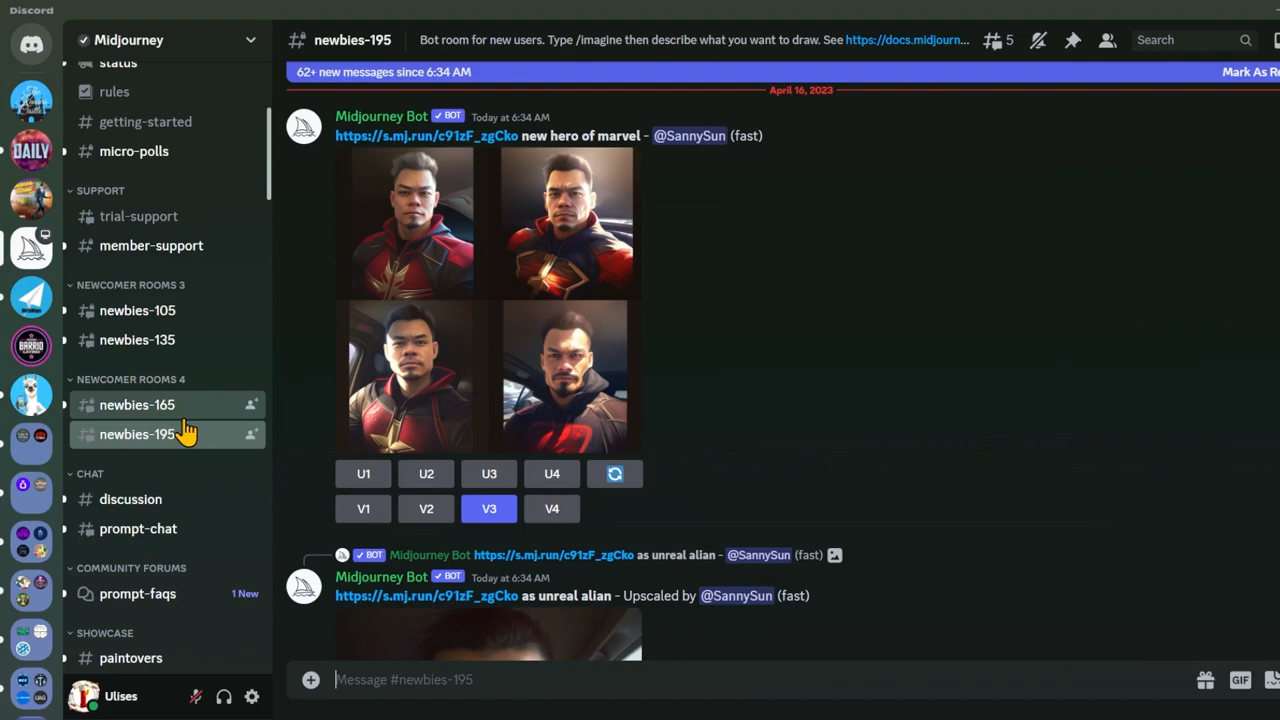 Discord
Midjourney
status
rules
getting-started
micro-polls
SUPPORT
trial-support
member-support
NEWCOMER ROOMS 3
newbies-105
newbies-135
NEWCOMER ROOMS 4
newbies-165
newbies-195
CHAT
discussion
prompt-chat
COMMUNITY FORUMS
prompt-faqs 1 New
SHOWCASE
paintovers
Ulises
DAILY
BARRIO
newbies-195 Bot room for new users. Type /imagine then describe what you want to draw. See https://docs.midjourn... 5 Search
62+ new messages since 6:34 AM Mark As Re
April 16, 2023
Midjourney Bot ✓ BOT Today at 6:34 AM
https://s.mj.run/c91zF_zgCko new hero of marvel - @SannySun (fast)
U1 U2 U3 U4
V1 V2 V3 V4
✓ BOT Midjourney Bot https://s.mj.run/c91zF_zgCko as unreal alian - @SannySun (fast)
Midjourney Bot ✓ BOT Today at 6:34 AM
https://s.mj.run/c91zF_zgCko as unreal alian - Upscaled by @SannySun (fast)
Message #newbies-195 GIF